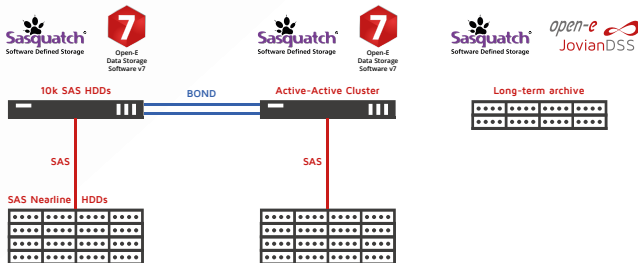 Sasquatch
Software Defined Storage
7
Open-E
Data Storage
Software v7
Sasquatch
Software Defined Storage
7
Open-E
Data Storage
Software v7
Sasquatch
Software Defined Storage
open-e
JovianDSS
10k SAS HDDs
BOND
Active-Active Cluster
Long-term archive
SAS
SAS
SAS Nearline HDDs